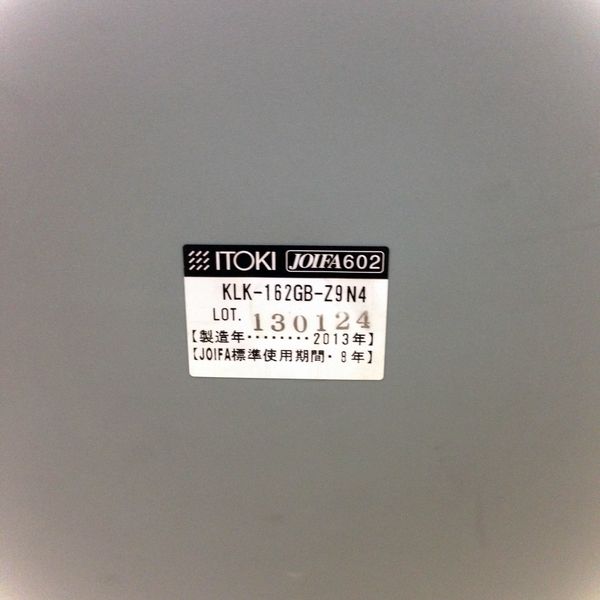 ITOKI JOIFA602
KLK-162GB-Z9N4
LOT. 130124
【製造年········2013年】
【JOIFA標準使用期間·8年】